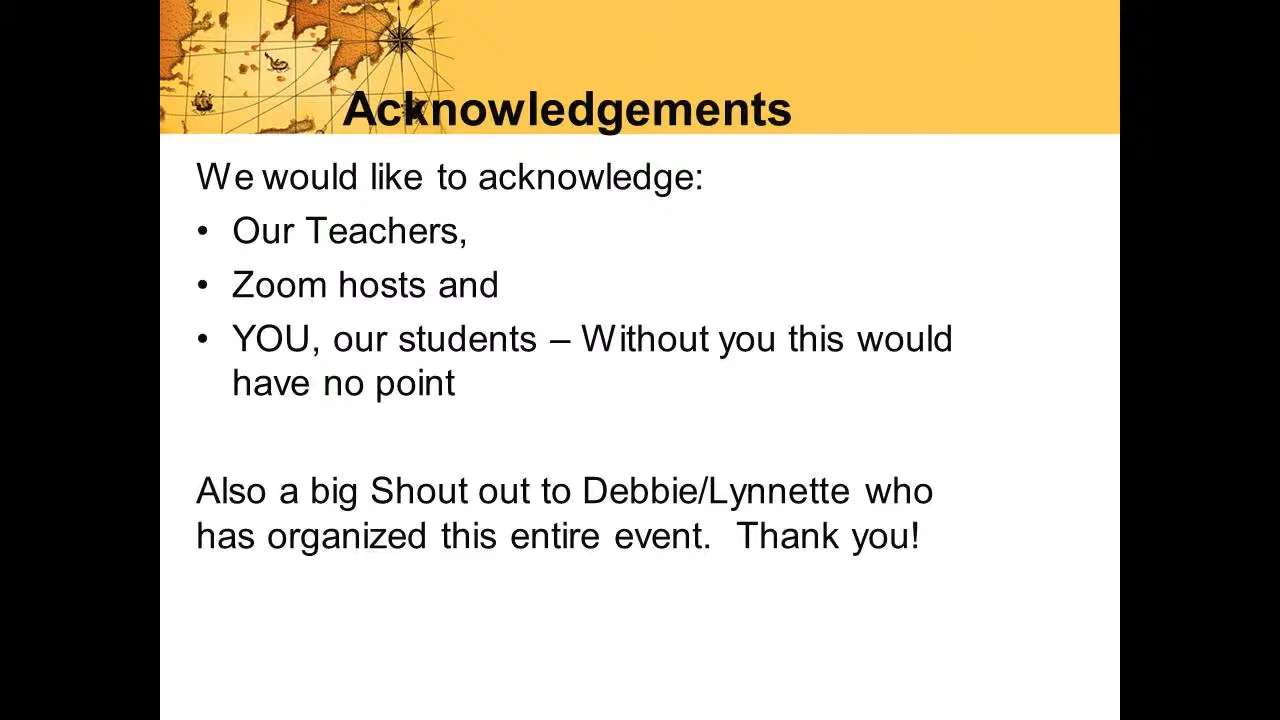 Acknowledgements
We would like to acknowledge:
• Our Teachers,
• Zoom hosts and
• YOU, our students – Without you this would
have no point
Also a big Shout out to Debbie/Lynnette who
has organized this entire event.  Thank you!